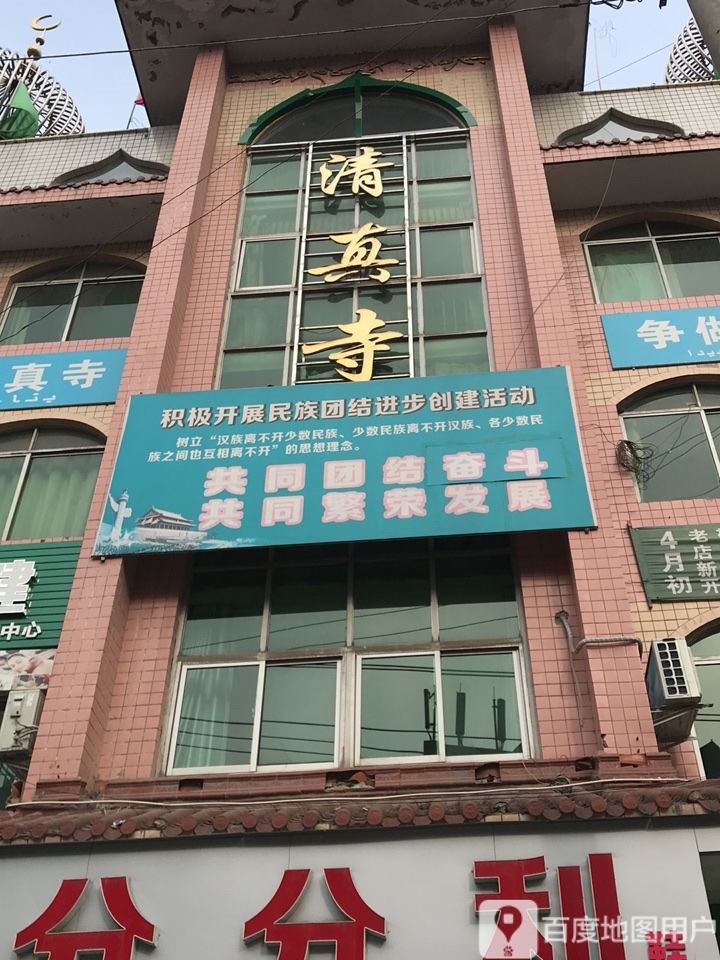 清真寺
真寺
争做
积极开展民族团结进步创建活动
树立“汉族离不开少数民族、少数民族离不开汉族、各少数民
族之间也互相离不开”的思想理念。
共同团结奋斗
共同繁荣发展
4月初
老店新开
建
中心
分分利
鞋
百度地图用户